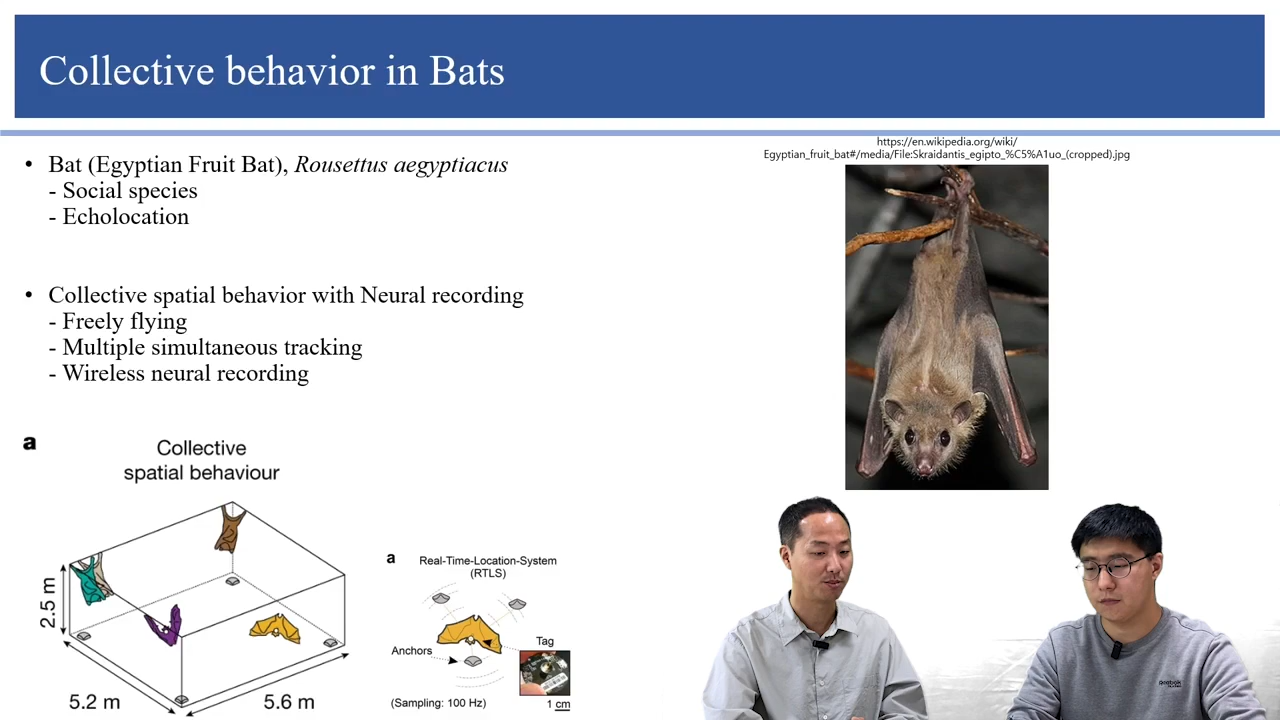 Collective behavior in Bats
• Bat (Egyptian Fruit Bat), Rousettus aegyptiacus
- Social species
- Echolocation
• Collective spatial behavior with Neural recording
- Freely flying
- Multiple simultaneous tracking
- Wireless neural recording
https://en.wikipedia.org/wiki/
Egyptian_fruit_bat#/media/File:Skraidantis_egipto_%C5%A1uo_(cropped).jpg
a
Collective
spatial behaviour
2.5 m
5.2 m
5.6 m
a
Real-Time-Location-System
(RTLS)
Tag
Anchors
(Sampling: 100 Hz)
1 cm